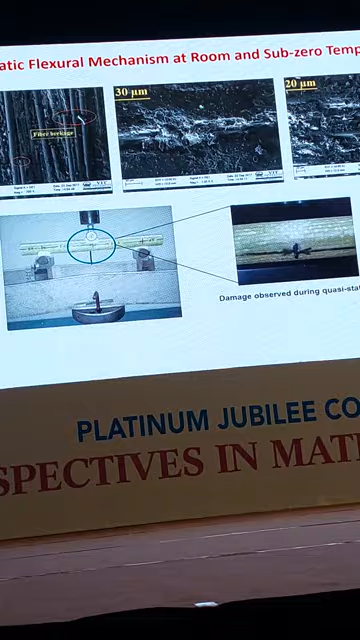 atic Flexural Mechanism at Room and Sub-zero Temp
Fibre breakage
30 µm
20 µm
Damage observed during quasi-stat
PLATINUM JUBILEE CO
SPECTIVES IN MAT